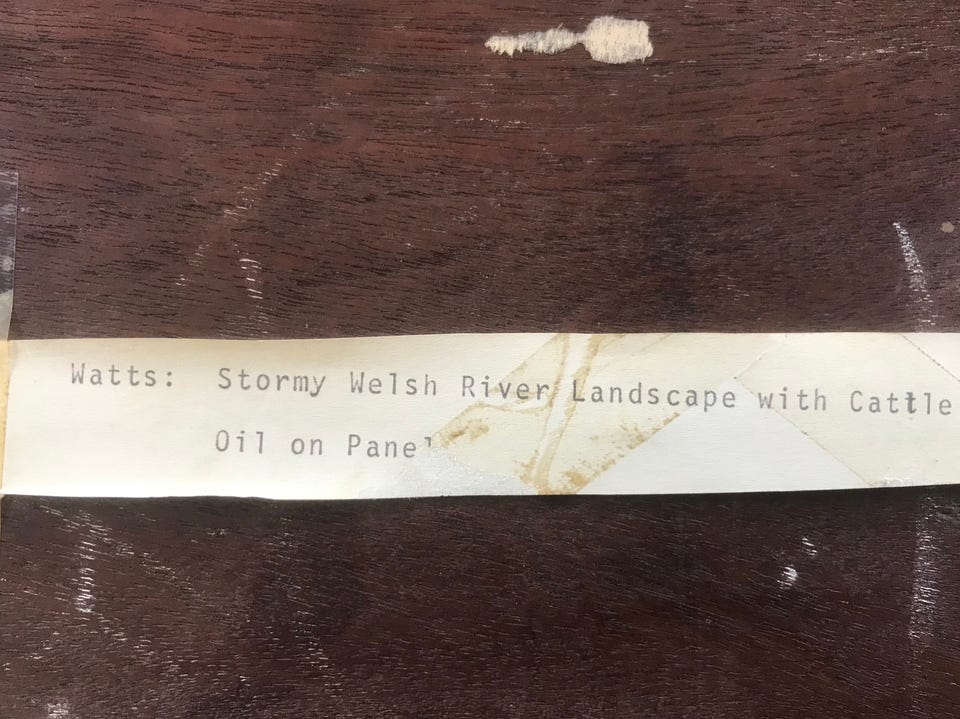 Watts: Stormy Welsh River Landscape with Cattle
Oil on Panel